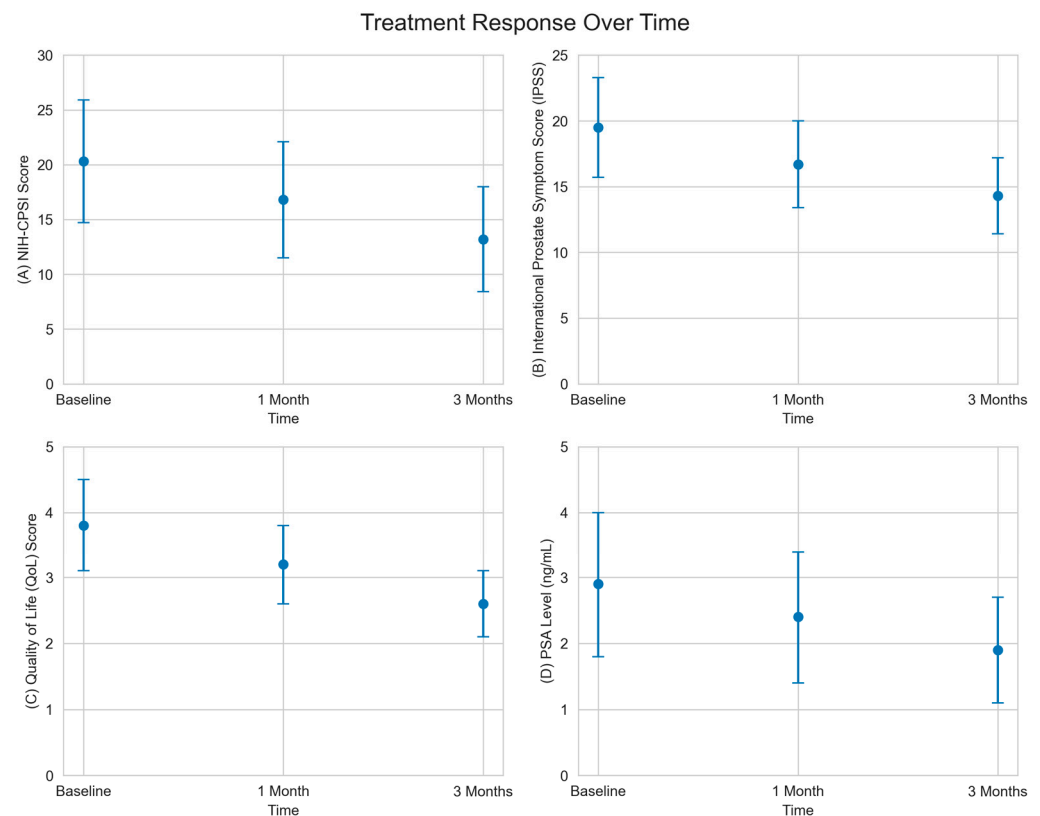 Treatment Response Over Time
(A) NIH-CPSI Score
30
25
20
15
10
5
0
Baseline 1 Month 3 Months
Time
(B) International Prostate Symptom Score (IPSS)
25
20
15
10
5
0
Baseline 1 Month 3 Months
Time
(C) Quality of Life (QoL) Score
5
4
3
2
1
0
Baseline 1 Month 3 Months
Time
(D) PSA Level (ng/mL)
5
4
3
2
1
0
Baseline 1 Month 3 Months
Time